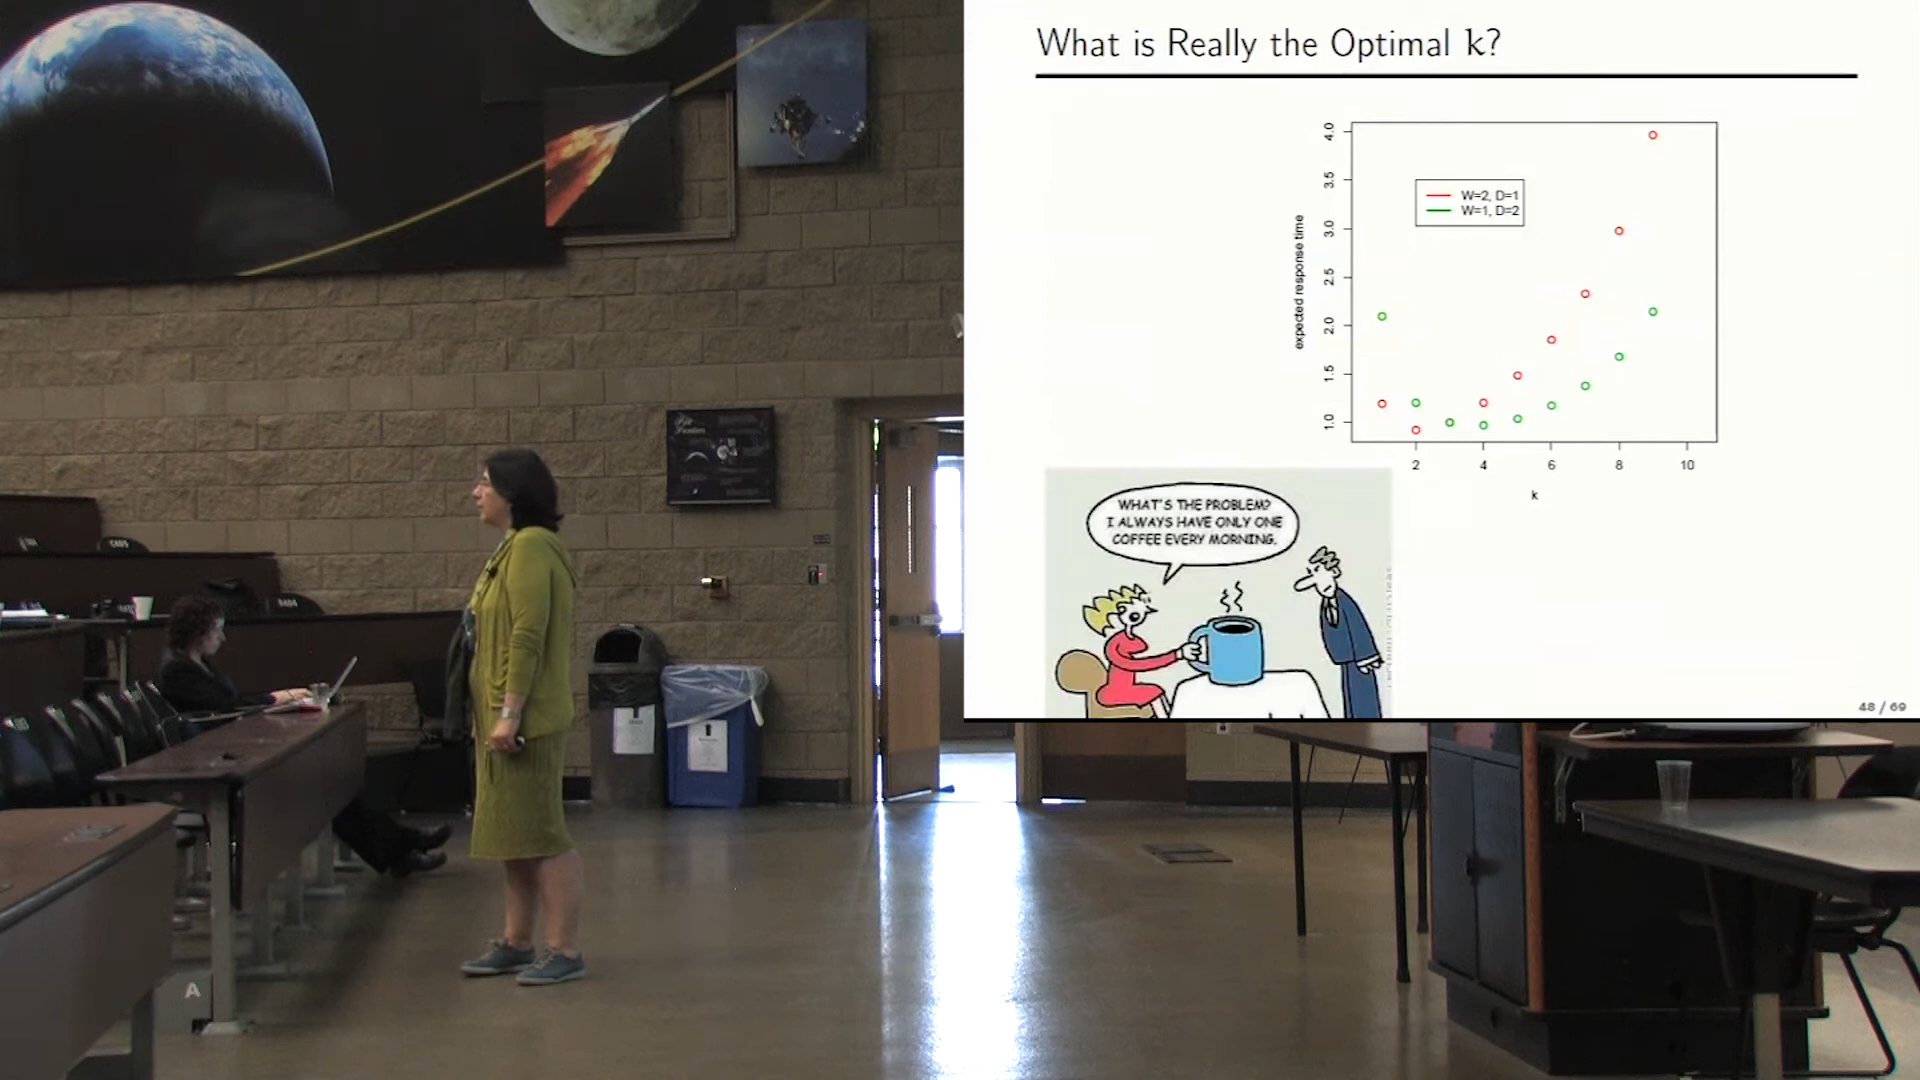 What is Really the Optimal k?
4.0
3.5
3.0
2.5
2.0
1.5
1.0
expected response time
W=2, D=1
W=1, D=2
2 4 6 8 10
k
WHAT'S THE PROBLEM?
I ALWAYS HAVE ONLY ONE
COFFEE EVERY MORNING.
48 / 69
A